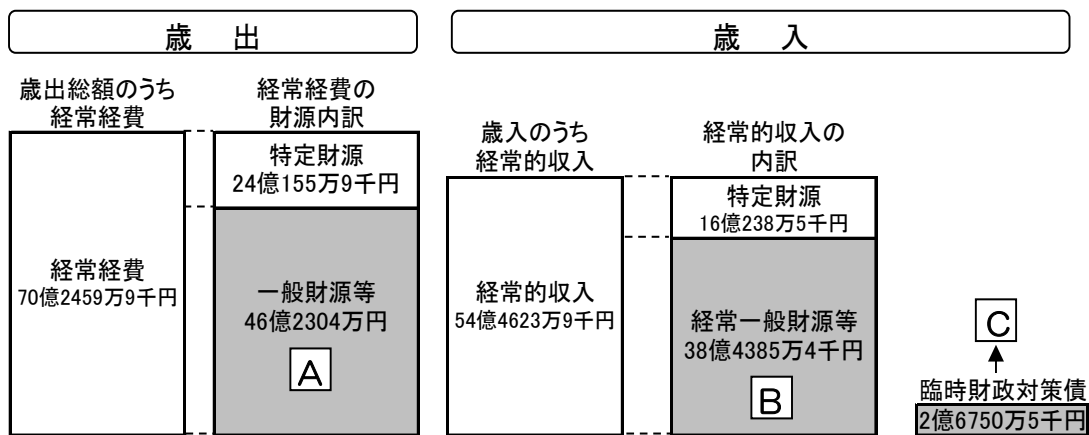 歳 出
歳出総額のうち
経常経費
経常経費の
財源内訳
特定財源
24億155万9千円
経常経費
70億2459万9千円
一般財源等
46億2304万円
A
歳 入
歳入のうち
経常的収入
経常的収入の
内訳
特定財源
16億238万5千円
経常的収入
54億4623万9千円
経常一般財源等
38億4385万4千円
B
C
臨時財政対策債
2億6750万5千円